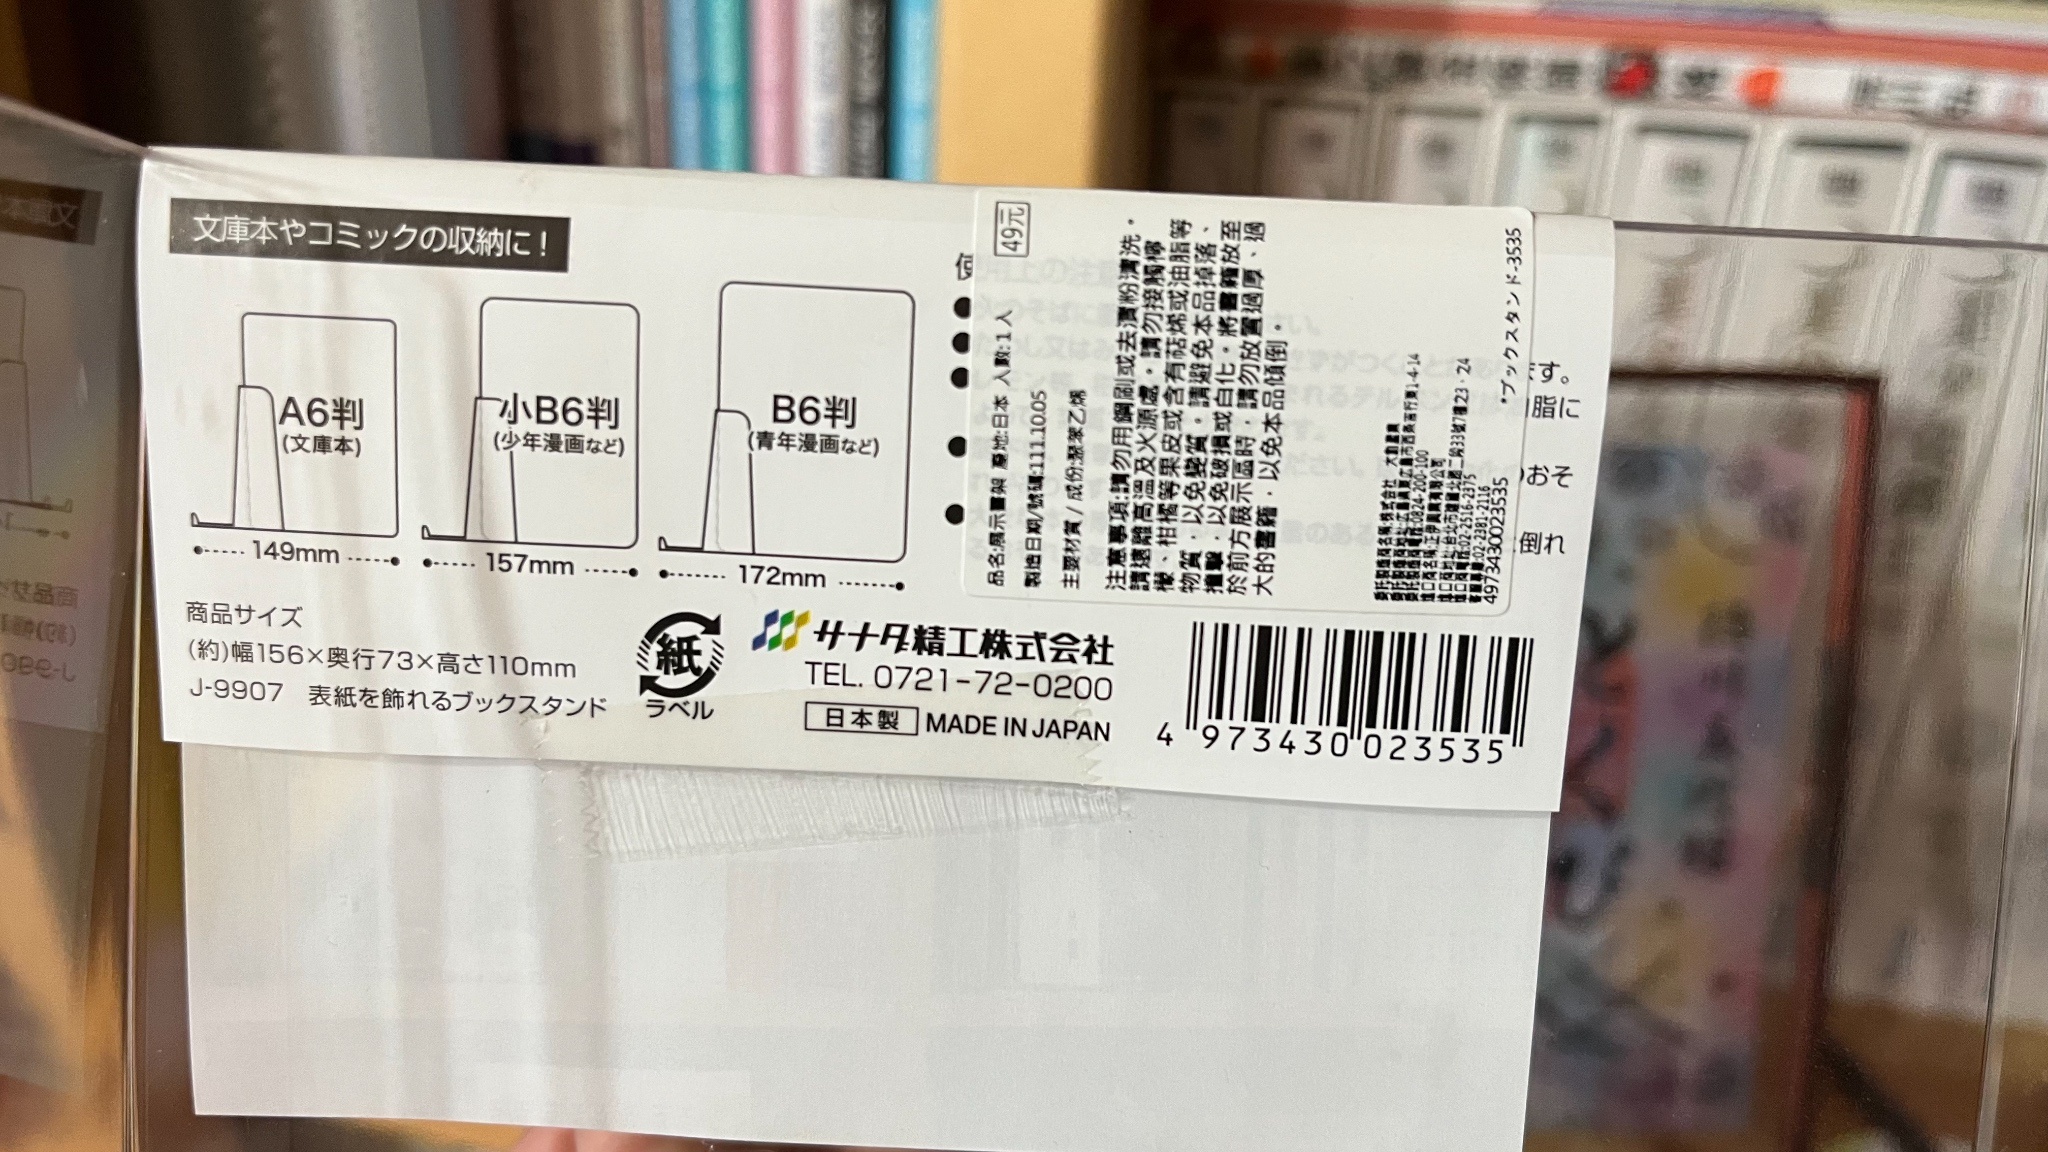 文庫本やコミックの収納に！
A6判
(文庫本)
149mm
小B6判
(少年漫画など)
157mm
B6判
(青年漫画など)
172mm
商品サイズ
(約)幅156×奥行73×高さ110mm
J-9907 表紙を飾れるブックスタンド
紙
ラベル
サナダ精工株式会社
TEL. 0721-72-0200
日本製 MADE IN JAPAN
4 973430 023535
49元
品名:展示書架 產地:日本 入數:1入
製造日期/號碼:111.10.05
主要材質/成份:聚苯乙烯
注意事項:請勿用鋼刷或去漬粉清洗。
請遠離高溫及火源處。請勿接觸檸
檬、柑橘等果皮或含有萜烯或油脂等
物質，以免變質。請避免本品掉落、
撞擊，以免破損或白化。將書籍放至
於前方展示區時，請勿放置過厚、過
大的書籍，以免本品傾倒。
4973430023535
*ブックスタンド-3535
す。
脂に
おそ
倒れ